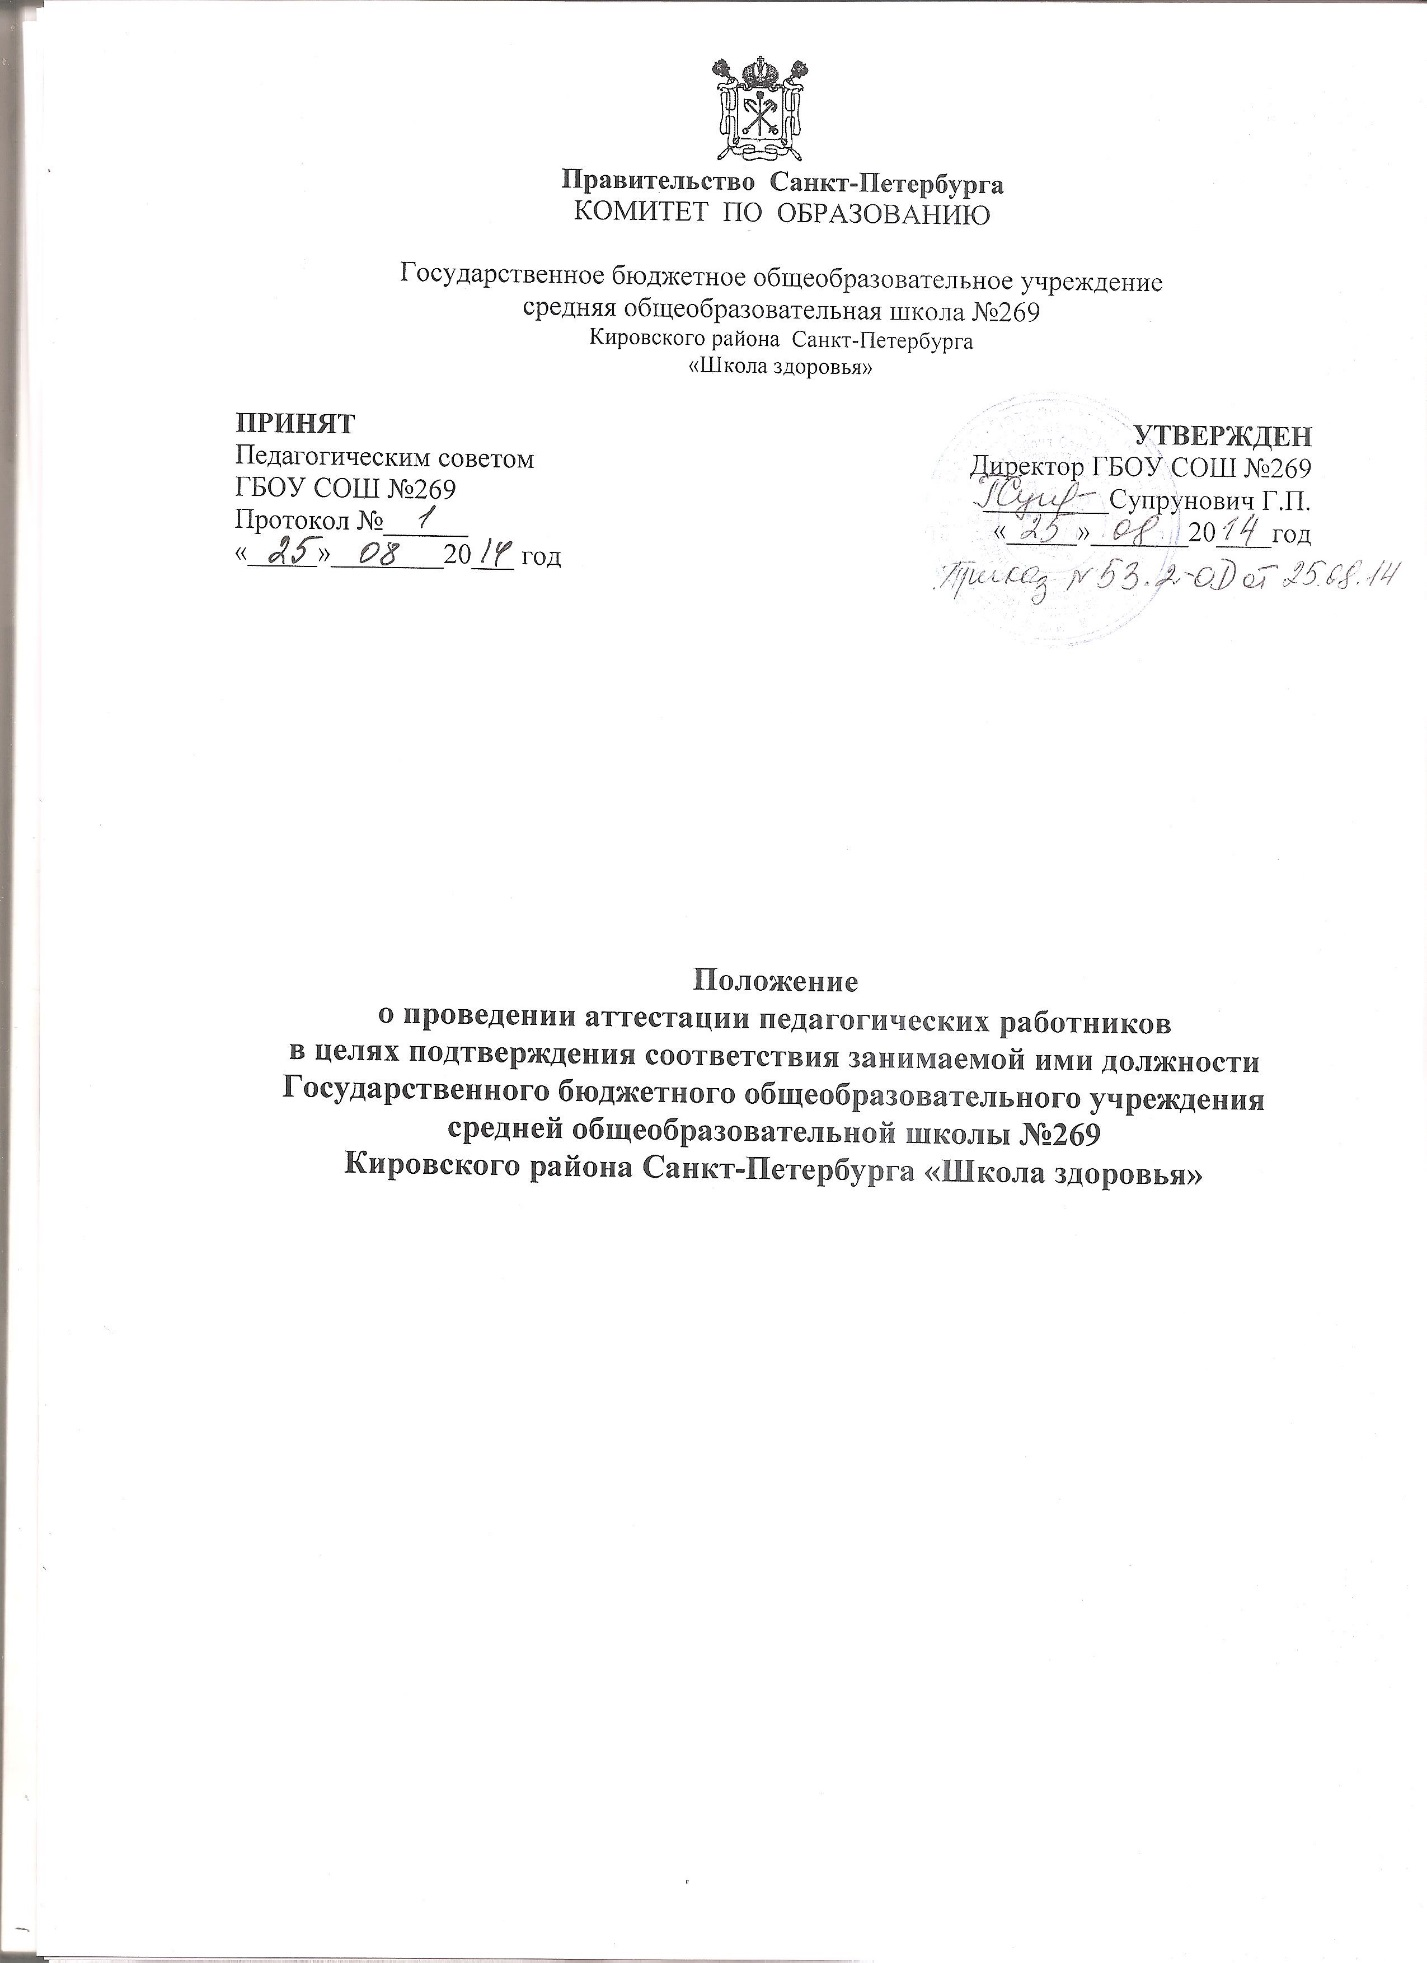 Правительство Санкт-Петербурга
КОМИТЕТ ПО ОБРАЗОВАНИЮ
Государственное бюджетное общеобразовательное учреждение
средняя общеобразовательная школа №269
Кировского района Санкт-Петербурга
«Школа здоровья»
ПРИНЯТ
Педагогическим советом
ГБОУ СОШ №269
Протокол № 1
«25» 08 2014 год
УТВЕРЖДЕН
Директор ГБОУ СОШ №269
Супрунович Г.П.
«25» 08 2014 год
Приказ №53.2-ОД от 25.08.14
Положение
о проведении аттестации педагогических работников
в целях подтверждения соответствия занимаемой ими должности
Государственного бюджетного общеобразовательного учреждения
средней общеобразовательной школы №269
Кировского района Санкт-Петербурга «Школа здоровья»